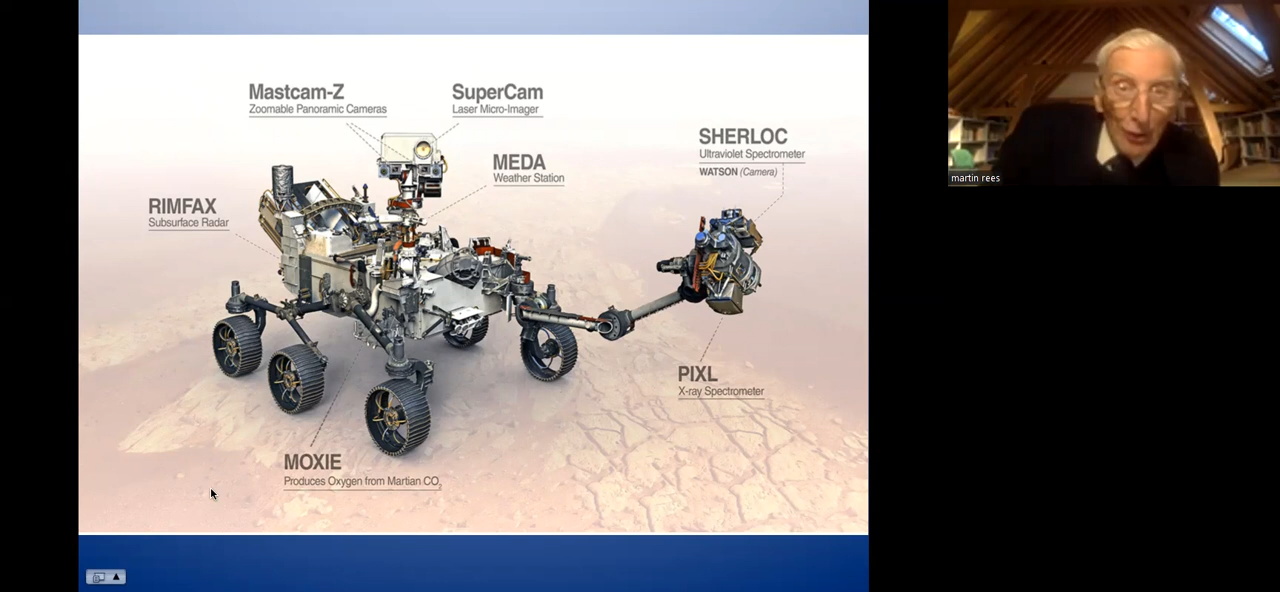 Mastcam-Z
Zoomable Panoramic Cameras
SuperCam
Laser Micro-Imager
SHERLOC
Ultraviolet Spectrometer
WATSON (Camera)
MEDA
Weather Station
RIMFAX
Subsurface Radar
PIXL
X-ray Spectrometer
MOXIE
Produces Oxygen from Martian CO₂
martin rees